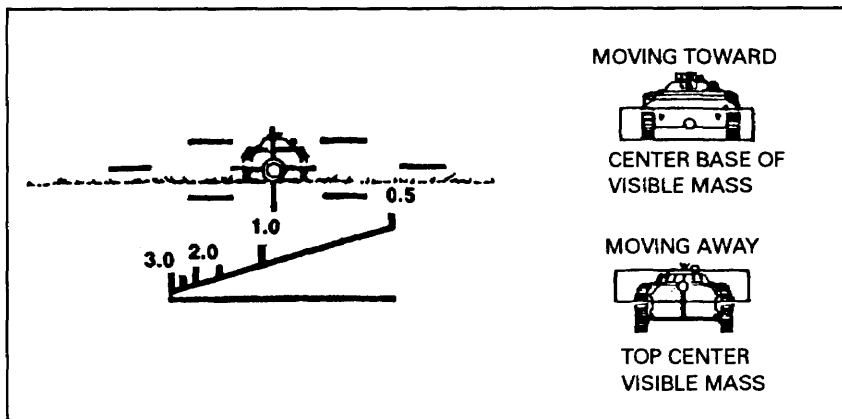 MOVING TOWARD
CENTER BASE OF
VISIBLE MASS
0.5
1.0
2.0
3.0
MOVING AWAY
TOP CENTER
VISIBLE MASS